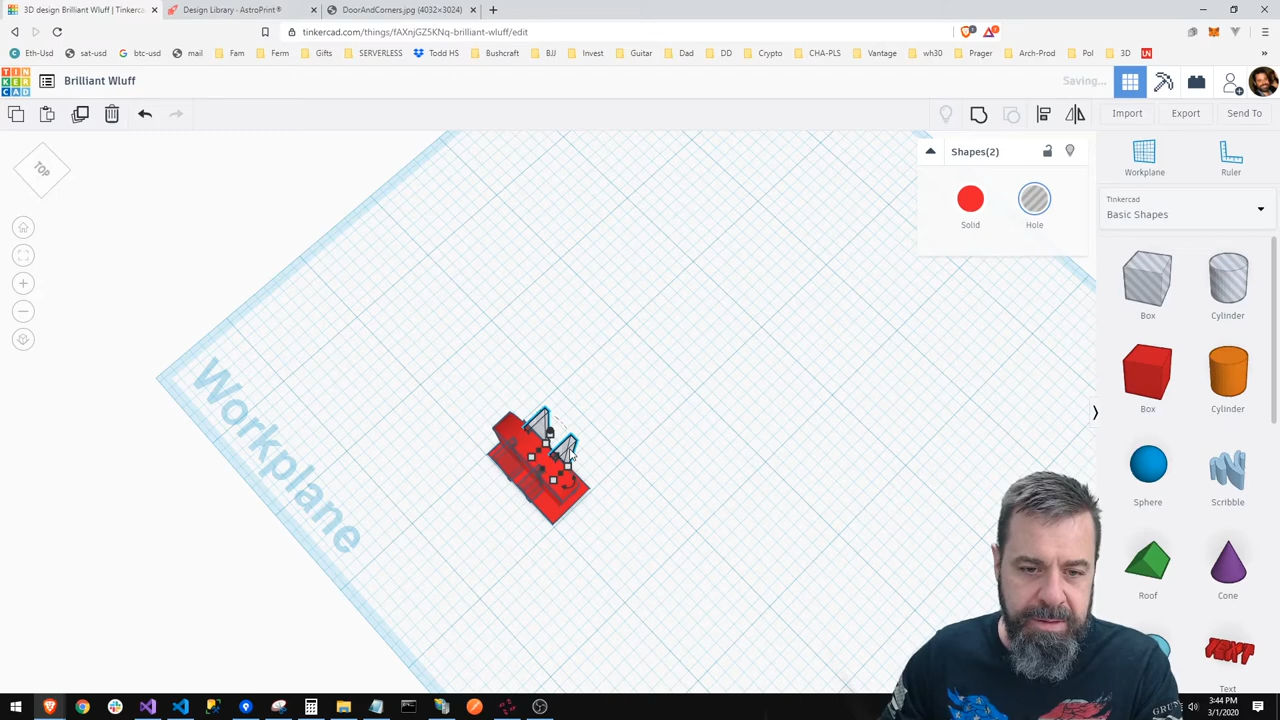 3D design Brilliant Wluff | Tinkerca
Design Library - AstroPrint®
DoorAndCorners.jpg (4032×3024)
tinkercad.com/things/fAXnjGZ5KNq-brilliant-wluff/edit
Eth-Usd
sat-usd
btc-usd
mail
Fam
Fermi
Gifts
SERVERLESS
Todd HS
Bushcraft
BJJ
Invest
Guitar
Dad
DD
Crypto
CHA-PLS
Vantage
wh30
Prager
Arch-Prod
Pol
3D
UN
TIN
KER
CAD
Brilliant Wluff
Saving...
Import
Export
Send To
TOP
Shapes(2)
Solid
Hole
Workplane
Ruler
Tinkercad
Basic Shapes
Box
Cylinder
Box
Cylinder
Sphere
Scribble
Roof
Cone
TEXT
Text
Workplane
3:44 PM
3/1/2020